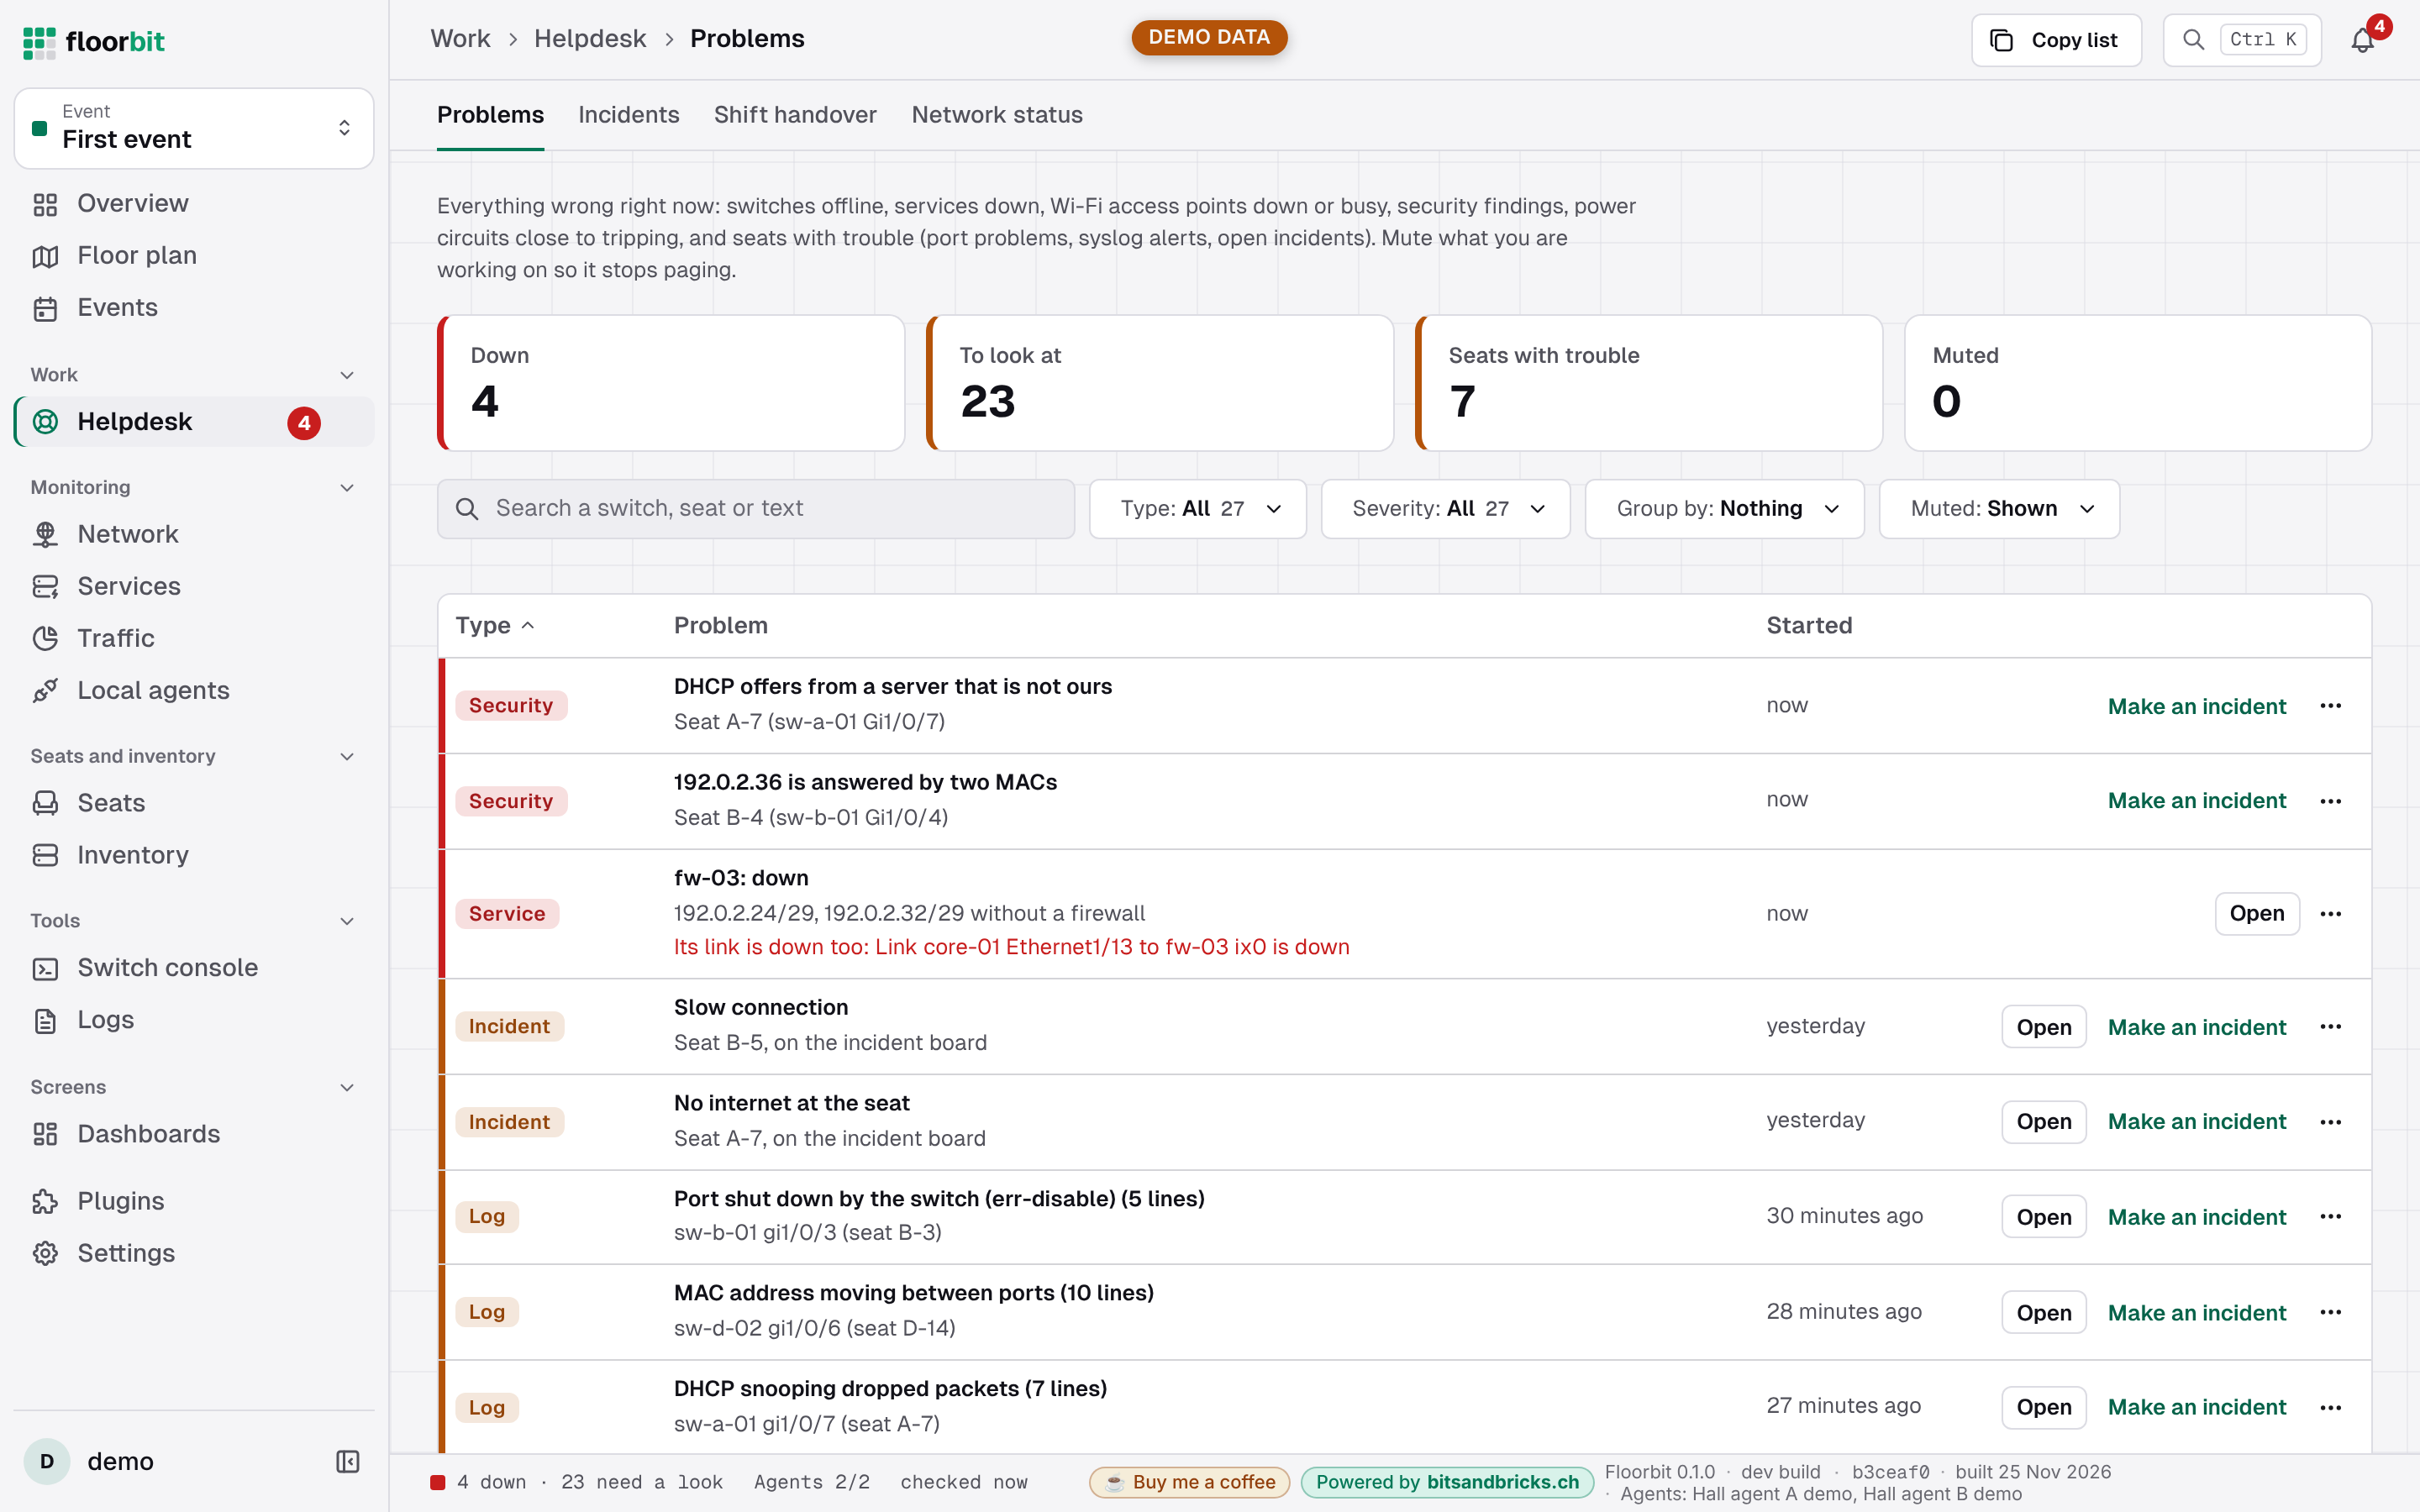 floorbit
Event
First event
Overview
Floor plan
Events
Work
Helpdesk
4
Monitoring
Network
Services
Traffic
Local agents
Seats and inventory
Seats
Inventory
Tools
Switch console
Logs
Screens
Dashboards
Plugins
Settings
D demo
Work > Helpdesk > Problems
DEMO DATA
Copy list
Ctrl K
4
Problems
Incidents
Shift handover
Network status
Everything wrong right now: switches offline, services down, Wi-Fi access points down or busy, security findings, power
circuits close to tripping, and seats with trouble (port problems, syslog alerts, open incidents). Mute what you are
working on so it stops paging.
Down
4
To look at
23
Seats with trouble
7
Muted
0
Search a switch, seat or text
Type: All 27
Severity: All 27
Group by: Nothing
Muted: Shown
Type
Problem
Started
Security
DHCP offers from a server that is not ours
Seat A-7 (sw-a-01 Gi1/0/7)
now
Make an incident
Security
192.0.2.36 is answered by two MACs
Seat B-4 (sw-b-01 Gi1/0/4)
now
Make an incident
Service
fw-03: down
192.0.2.24/29, 192.0.2.32/29 without a firewall
Its link is down too: Link core-01 Ethernet1/13 to fw-03 ix0 is down
now
Open
Incident
Slow connection
Seat B-5, on the incident board
yesterday
Open
Make an incident
Incident
No internet at the seat
Seat A-7, on the incident board
yesterday
Open
Make an incident
Log
Port shut down by the switch (err-disable) (5 lines)
sw-b-01 gi1/0/3 (seat B-3)
30 minutes ago
Open
Make an incident
Log
MAC address moving between ports (10 lines)
sw-d-02 gi1/0/6 (seat D-14)
28 minutes ago
Open
Make an incident
Log
DHCP snooping dropped packets (7 lines)
sw-a-01 gi1/0/7 (seat A-7)
27 minutes ago
Open
Make an incident
4 down · 23 need a look
Agents 2/2
checked now
Buy me a coffee
Powered by bitsandbricks.ch
Floorbit 0.1.0 · dev build · b3ceaf0 · built 25 Nov 2026
· Agents: Hall agent A demo, Hall agent B demo